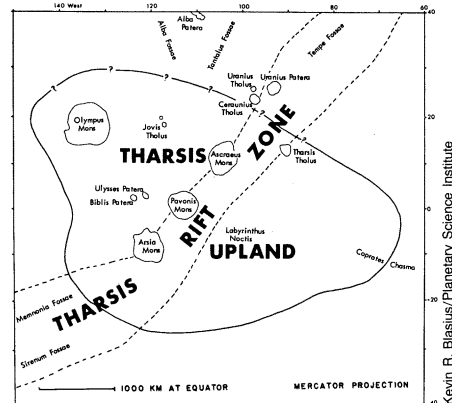 140 West 120 100 80 60
40
Alba
Patera
Alba Fossae
Tantalus Fossae
Tempe Fossae
Uranius
Tholus
Uranius Patera
Ceraunius
Tholus
Olympus
Mons
Jovis
Tholus
20
THARSIS
ZONE
Ascraeus
Mons
Tharsis
Tholus
Ulysses Patera
Biblis Patera
Pavonis
Mons
0
RIFT
Labyrinthus
Noctis
Arsia
Mons
UPLAND
Coprates Chasma
THARSIS
Memnonia Fossae
-20
Sirenum Fossae
1000 KM AT EQUATOR
MERCATOR PROJECTION
-40
Kevin R. Blasius/Planetary Science Institute
? ? ? ? ? ? ?